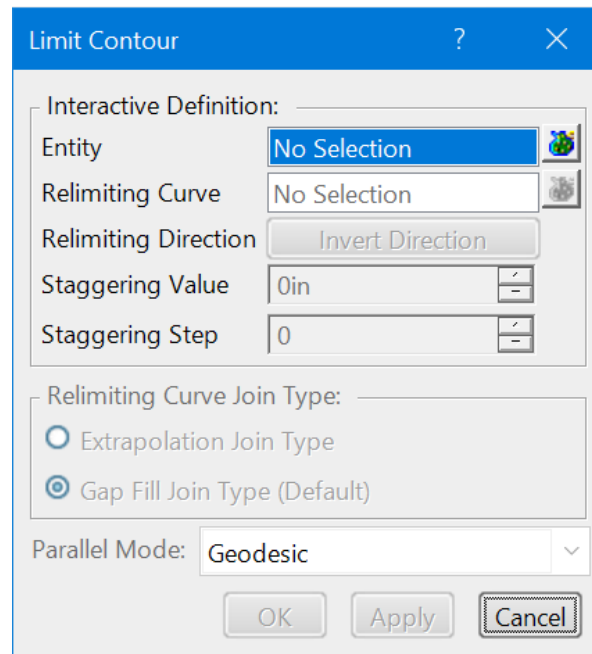 Limit Contour ? ×
Interactive Definition:
Entity No Selection
Relimiting Curve No Selection
Relimiting Direction Invert Direction
Staggering Value 0in
Staggering Step 0
Relimiting Curve Join Type:
Extrapolation Join Type
Gap Fill Join Type (Default)
Parallel Mode: Geodesic
OK Apply Cancel